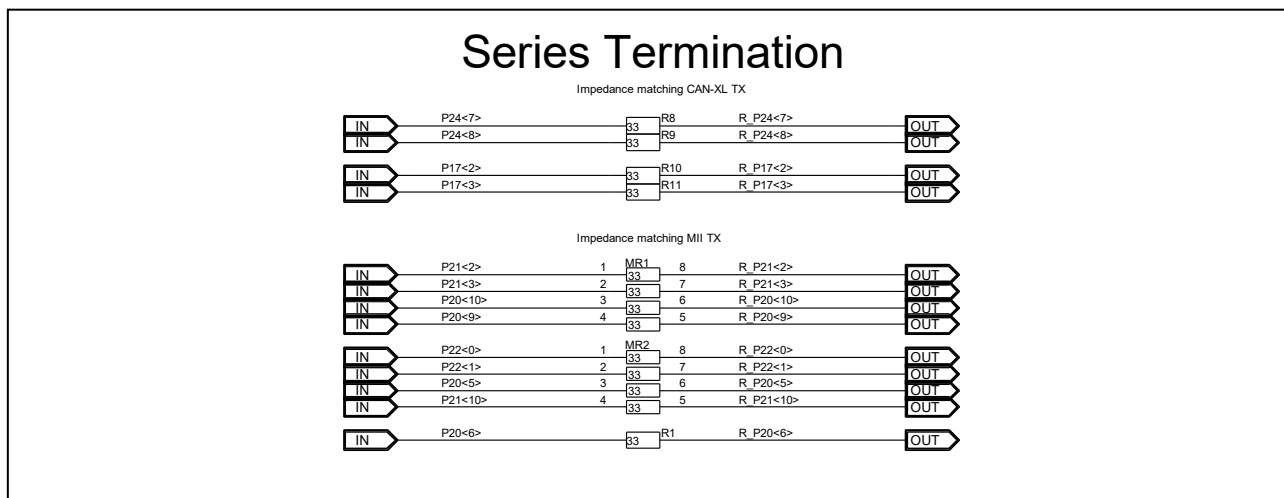 Series Termination
Impedance matching CAN-XL TX
IN P24<7> 33 R8 R_P24<7> OUT
IN P24<8> 33 R9 R_P24<8> OUT
IN P17<2> 33 R10 R_P17<2> OUT
IN P17<3> 33 R11 R_P17<3> OUT
Impedance matching MII TX
IN P21<2> 1 MR1 33 8 R_P21<2> OUT
IN P21<3> 2 33 7 R_P21<3> OUT
IN P20<10> 3 33 6 R_P20<10> OUT
IN P20<9> 4 33 5 R_P20<9> OUT
IN P22<0> 1 MR2 33 8 R_P22<0> OUT
IN P22<1> 2 33 7 R_P22<1> OUT
IN P20<5> 3 33 6 R_P20<5> OUT
IN P21<10> 4 33 5 R_P21<10> OUT
IN P20<6> 33 R1 R_P20<6> OUT